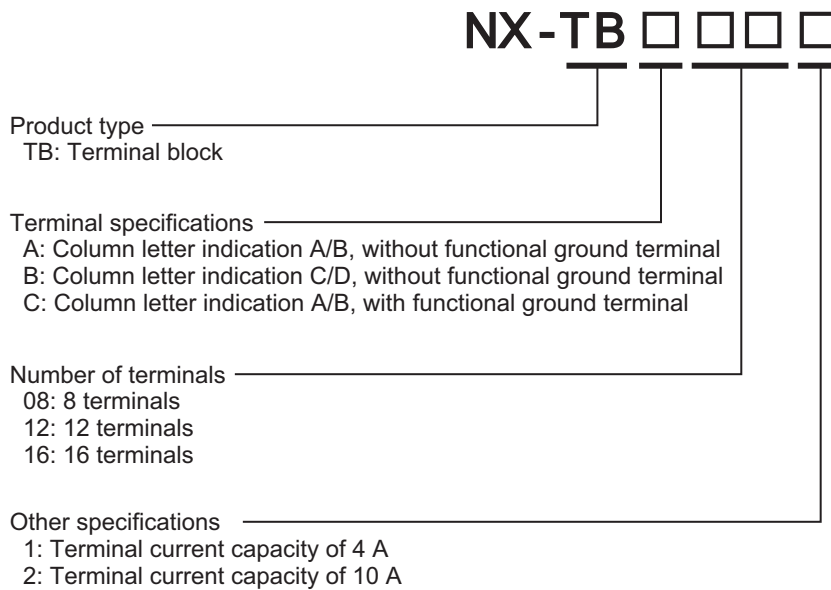 NX-TB□ □□ □
Product type
TB: Terminal block
Terminal specifications
A: Column letter indication A/B, without functional ground terminal
B: Column letter indication C/D, without functional ground terminal
C: Column letter indication A/B, with functional ground terminal
Number of terminals
08: 8 terminals
12: 12 terminals
16: 16 terminals
Other specifications
1: Terminal current capacity of 4 A
2: Terminal current capacity of 10 A